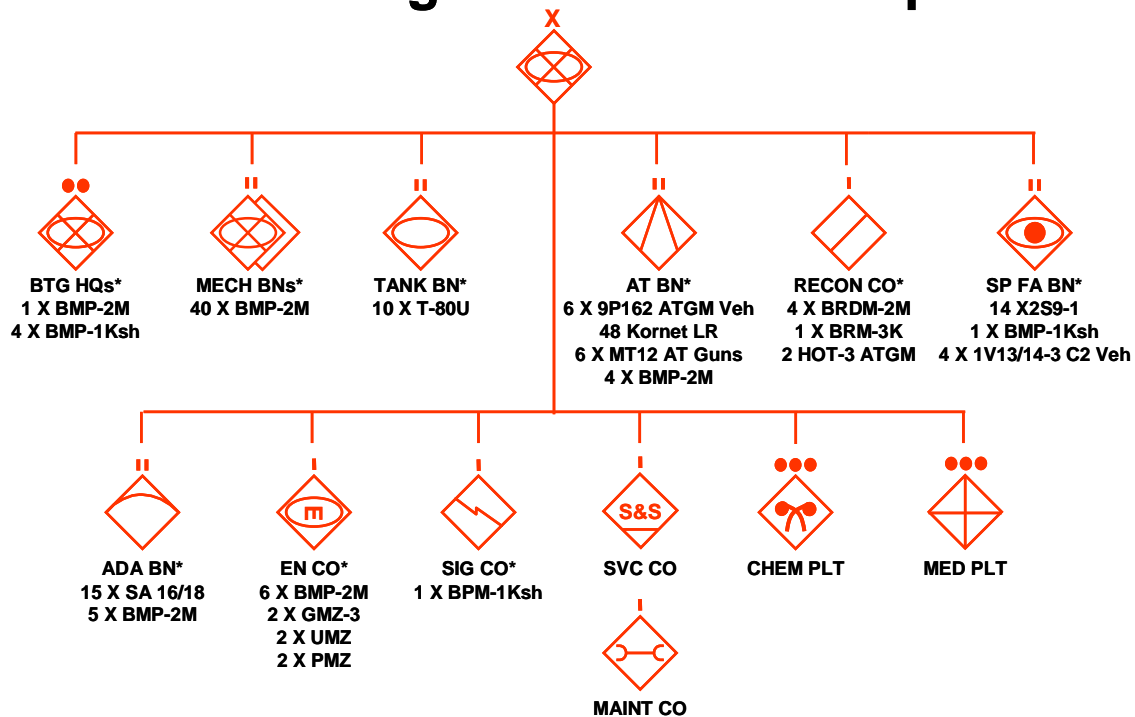 X
BTG HQs*
1 X BMP-2M
4 X BMP-1Ksh
MECH BNs*
40 X BMP-2M
TANK BN*
10 X T-80U
AT BN*
6 X 9P162 ATGM Veh
48 Kornet LR
6 X MT12 AT Guns
4 X BMP-2M
RECON CO*
4 X BRDM-2M
1 X BRM-3K
2 HOT-3 ATGM
SP FA BN*
14 X2S9-1
1 X BMP-1Ksh
4 X 1V13/14-3 C2 Veh
ADA BN*
15 X SA 16/18
5 X BMP-2M
E
EN CO*
6 X BMP-2M
2 X GMZ-3
2 X UMZ
2 X PMZ
SIG CO*
1 X BPM-1Ksh
S&S
SVC CO
CHEM PLT
MED PLT
MAINT CO